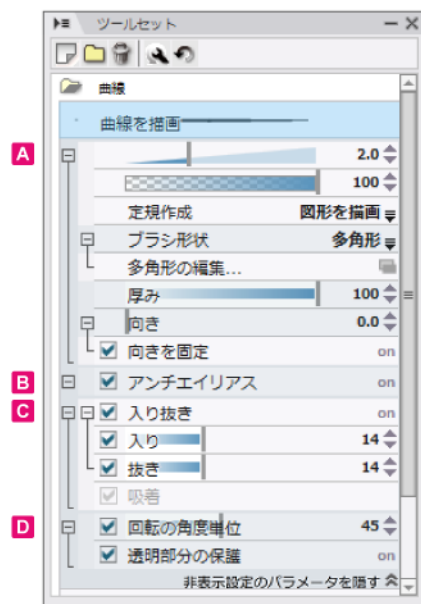 ツールセット
曲線
曲線を描画
A
2.0
100
定規作成 図形を描画
ブラシ形状 多角形
多角形の編集...
厚み 100
向き 0.0
向きを固定 on
B アンチエイリアス on
C 入り抜き on
入り 14
抜き 14
吸着
D 回転の角度単位 45
透明部分の保護 on
非表示設定のパラメータを隠す